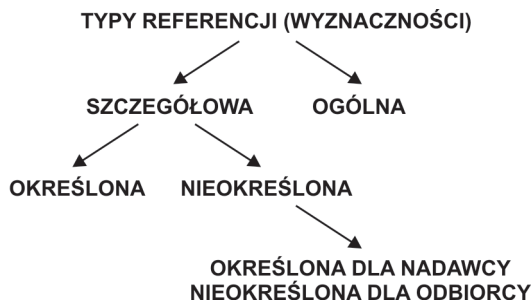 TYPY REFERENCJI (WYZNACZNOŚCI)
SZCZEGÓŁOWA OGÓLNA
OKREŚLONA NIEOKREŚLONA
OKREŚLONA DLA NADAWCY
NIEOKREŚLONA DLA ODBIORCY